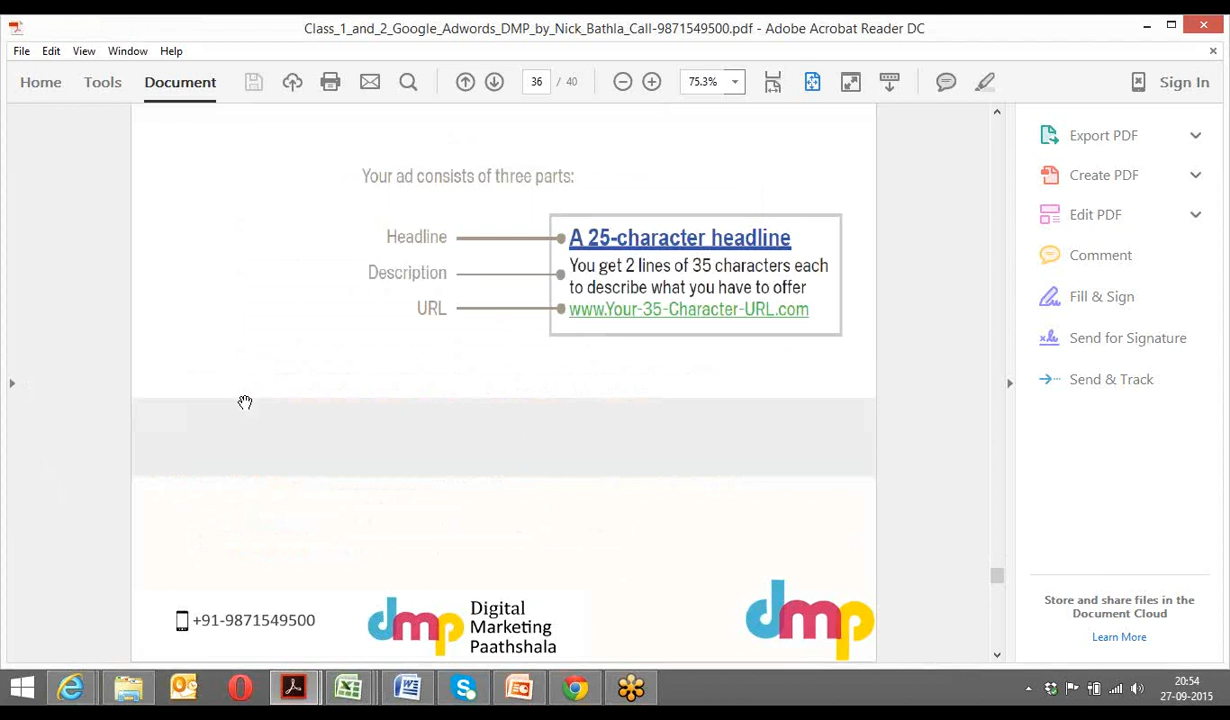 Class_1_and_2_Google_Adwords_DMP_by_Nick_Bathla_Call-9871549500.pdf - Adobe Acrobat Reader DC
File Edit View Window Help
Home Tools Document 36 / 40 75.3% Sign In
Your ad consists of three parts:
Headline
Description
URL
A 25-character headline
You get 2 lines of 35 characters each
to describe what you have to offer
www.Your-35-Character-URL.com
+91-9871549500
dmp Digital
Marketing
Paathshala
dmp
Export PDF
Create PDF
Edit PDF
Comment
Fill & Sign
Send for Signature
Send & Track
Store and share files in the
Document Cloud
Learn More
20:54
27-09-2015